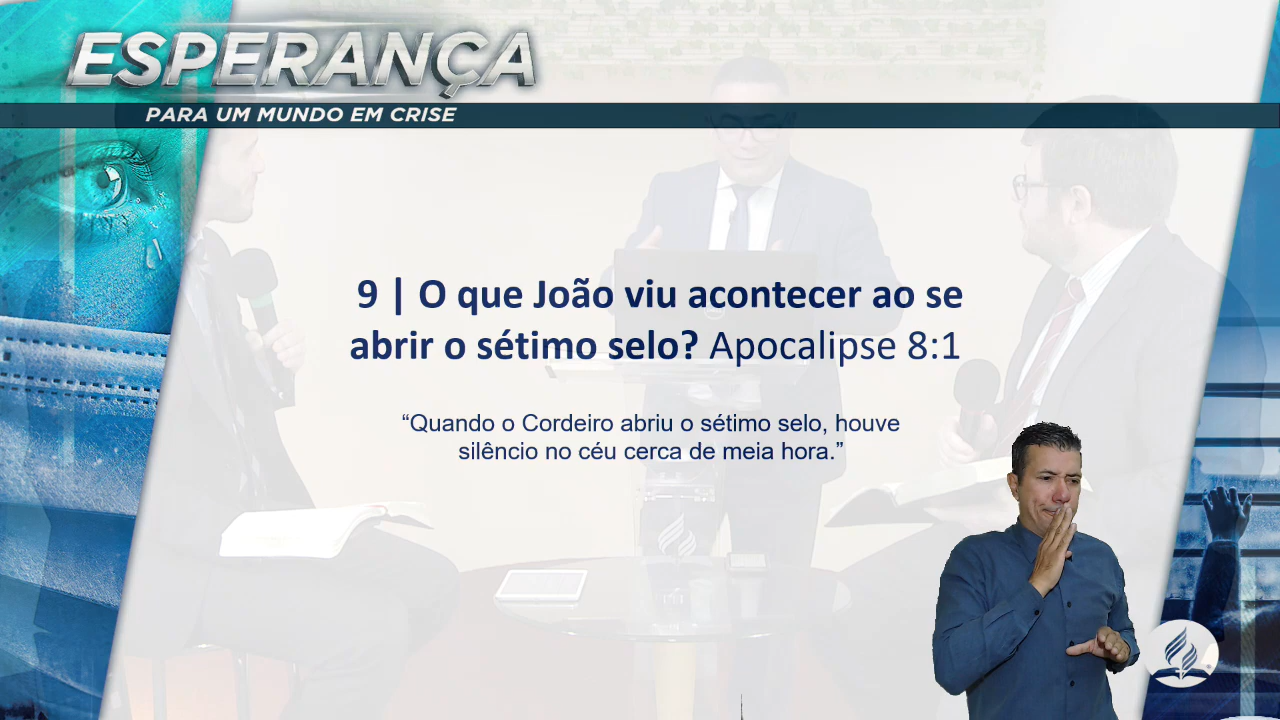 ESPERANÇA
PARA UM MUNDO EM CRISE
9 | O que João viu acontecer ao se
abrir o sétimo selo? Apocalipse 8:1
“Quando o Cordeiro abriu o sétimo selo, houve
silêncio no céu cerca de meia hora.”